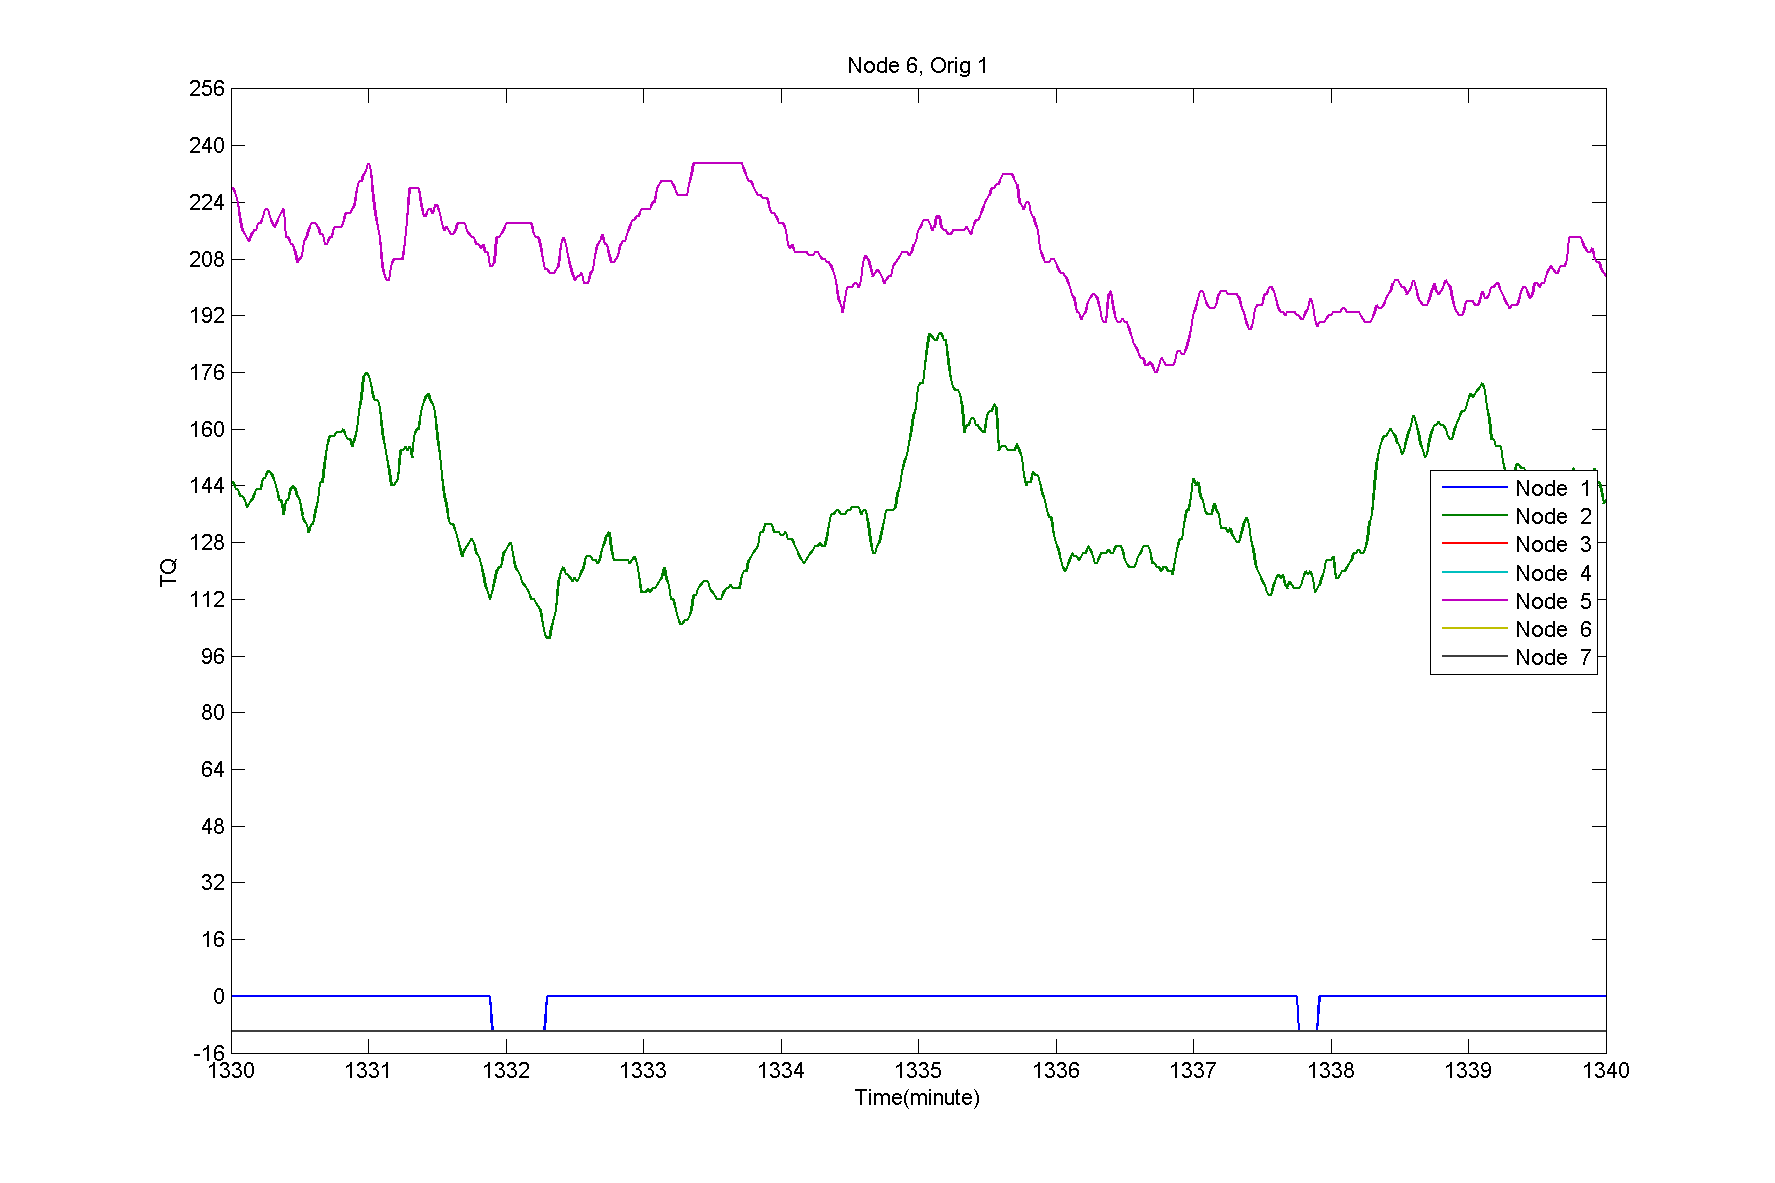 Node 6, Orig 1
256
240
224
208
192
176
160
144
128
112
96
80
64
48
32
16
0
-16
TQ
Node 1
Node 2
Node 3
Node 4
Node 5
Node 6
Node 7
1330 1331 1332 1333 1334 1335 1336 1337 1338 1339 1340
Time(minute)